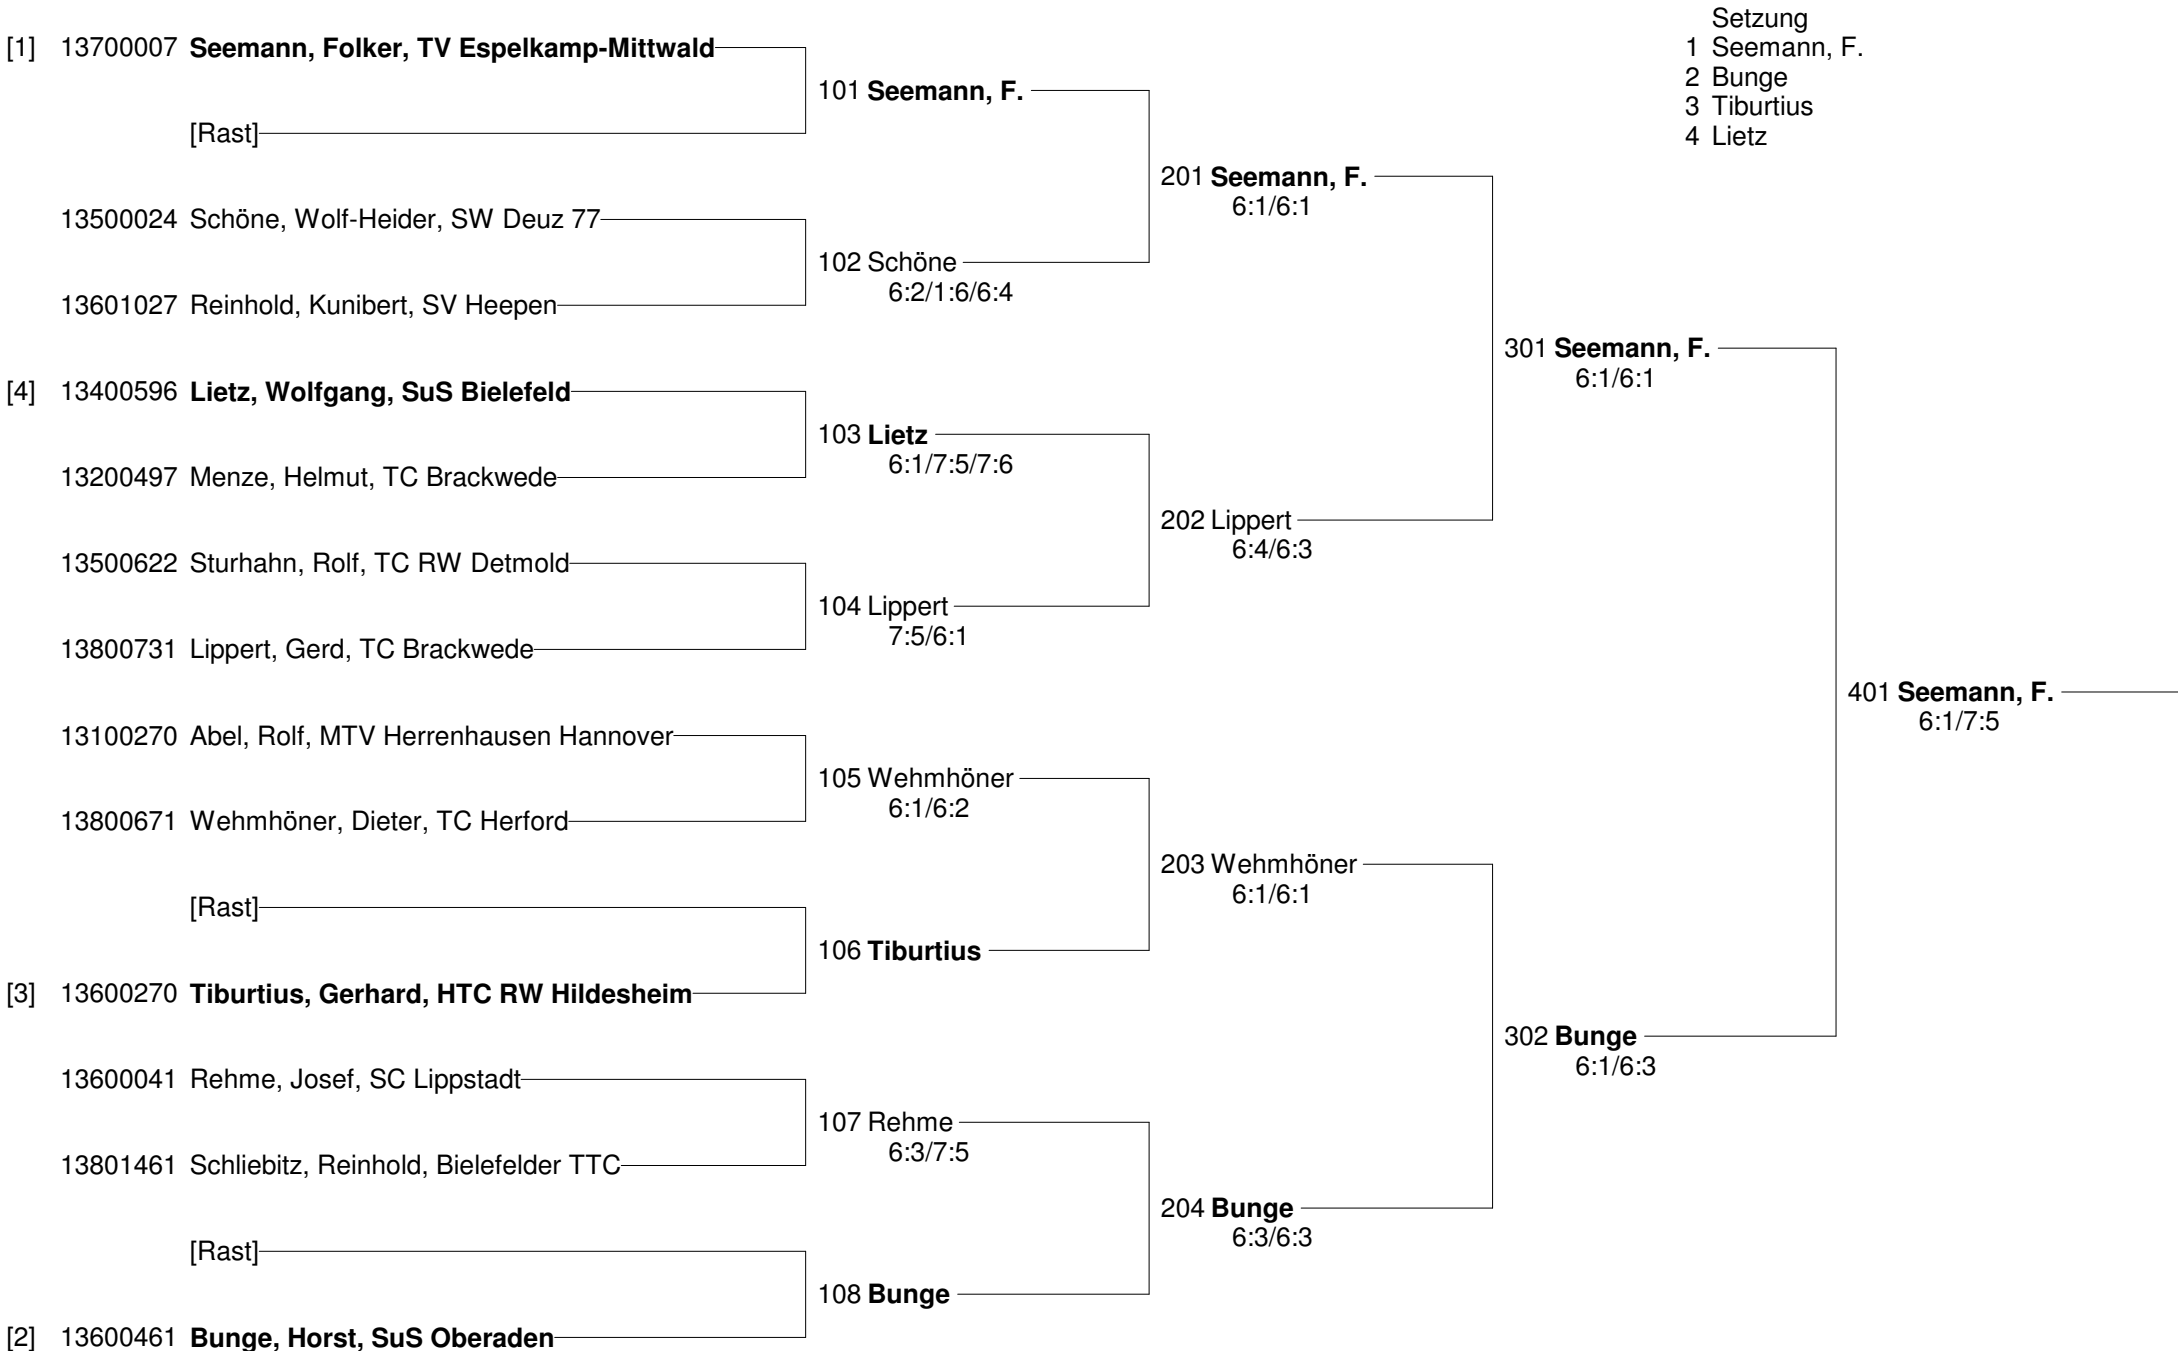 Setzung
1 Seemann, F.
2 Bunge
3 Tiburtius
4 Lietz
[1] 13700007 Seemann, Folker, TV Espelkamp-Mittwald
[Rast]
13500024 Schöne, Wolf-Heider, SW Deuz 77
13601027 Reinhold, Kunibert, SV Heepen
[4] 13400596 Lietz, Wolfgang, SuS Bielefeld
13200497 Menze, Helmut, TC Brackwede
13500622 Sturhahn, Rolf, TC RW Detmold
13800731 Lippert, Gerd, TC Brackwede
13100270 Abel, Rolf, MTV Herrenhausen Hannover
13800671 Wehmhöner, Dieter, TC Herford
[Rast]
[3] 13600270 Tiburtius, Gerhard, HTC RW Hildesheim
13600041 Rehme, Josef, SC Lippstadt
13801461 Schliebitz, Reinhold, Bielefelder TTC
[Rast]
[2] 13600461 Bunge, Horst, SuS Oberaden
101 Seemann, F.
102 Schöne
6:2/1:6/6:4
103 Lietz
6:1/7:5/7:6
104 Lippert
7:5/6:1
105 Wehmhöner
6:1/6:2
106 Tiburtius
107 Rehme
6:3/7:5
108 Bunge
201 Seemann, F.
6:1/6:1
202 Lippert
6:4/6:3
203 Wehmhöner
6:1/6:1
204 Bunge
6:3/6:3
301 Seemann, F.
6:1/6:1
302 Bunge
6:1/6:3
401 Seemann, F.
6:1/7:5